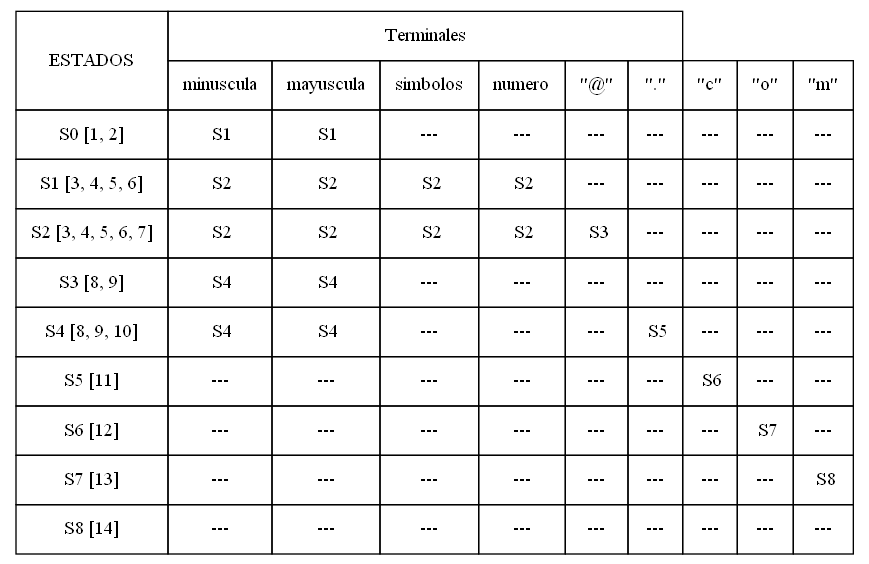 Terminales
ESTADOS
minuscula mayuscula simbolos numero "@" "." "c" "o" "m"
S0 [1, 2] S1 S1 --- --- --- --- --- --- ---
S1 [3, 4, 5, 6] S2 S2 S2 S2 --- --- --- --- ---
S2 [3, 4, 5, 6, 7] S2 S2 S2 S2 S3 --- --- --- ---
S3 [8, 9] S4 S4 --- --- --- --- --- --- ---
S4 [8, 9, 10] S4 S4 --- --- --- S5 --- --- ---
S5 [11] --- --- --- --- --- --- S6 --- ---
S6 [12] --- --- --- --- --- --- --- S7 ---
S7 [13] --- --- --- --- --- --- --- --- S8
S8 [14] --- --- --- --- --- --- --- --- ---